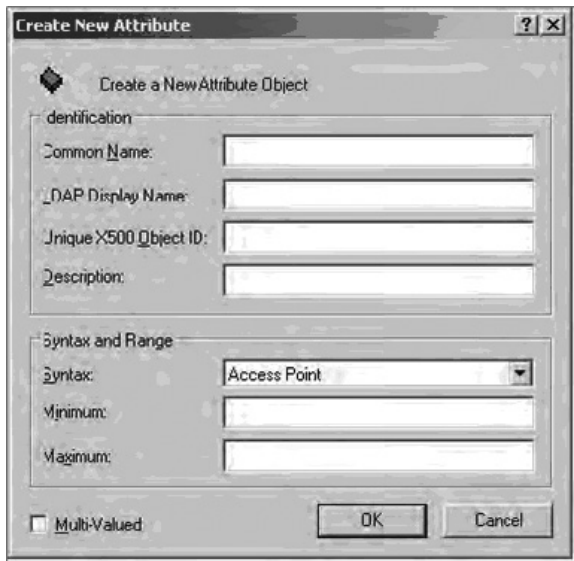 Create New Attribute
Create a New Attribute Object
Identification
Common Name:
LDAP Display Name:
Unique X500 Object ID:
Description:
Syntax and Range
Syntax: Access Point
Minimum:
Maximum:
Multi-Valued OK Cancel